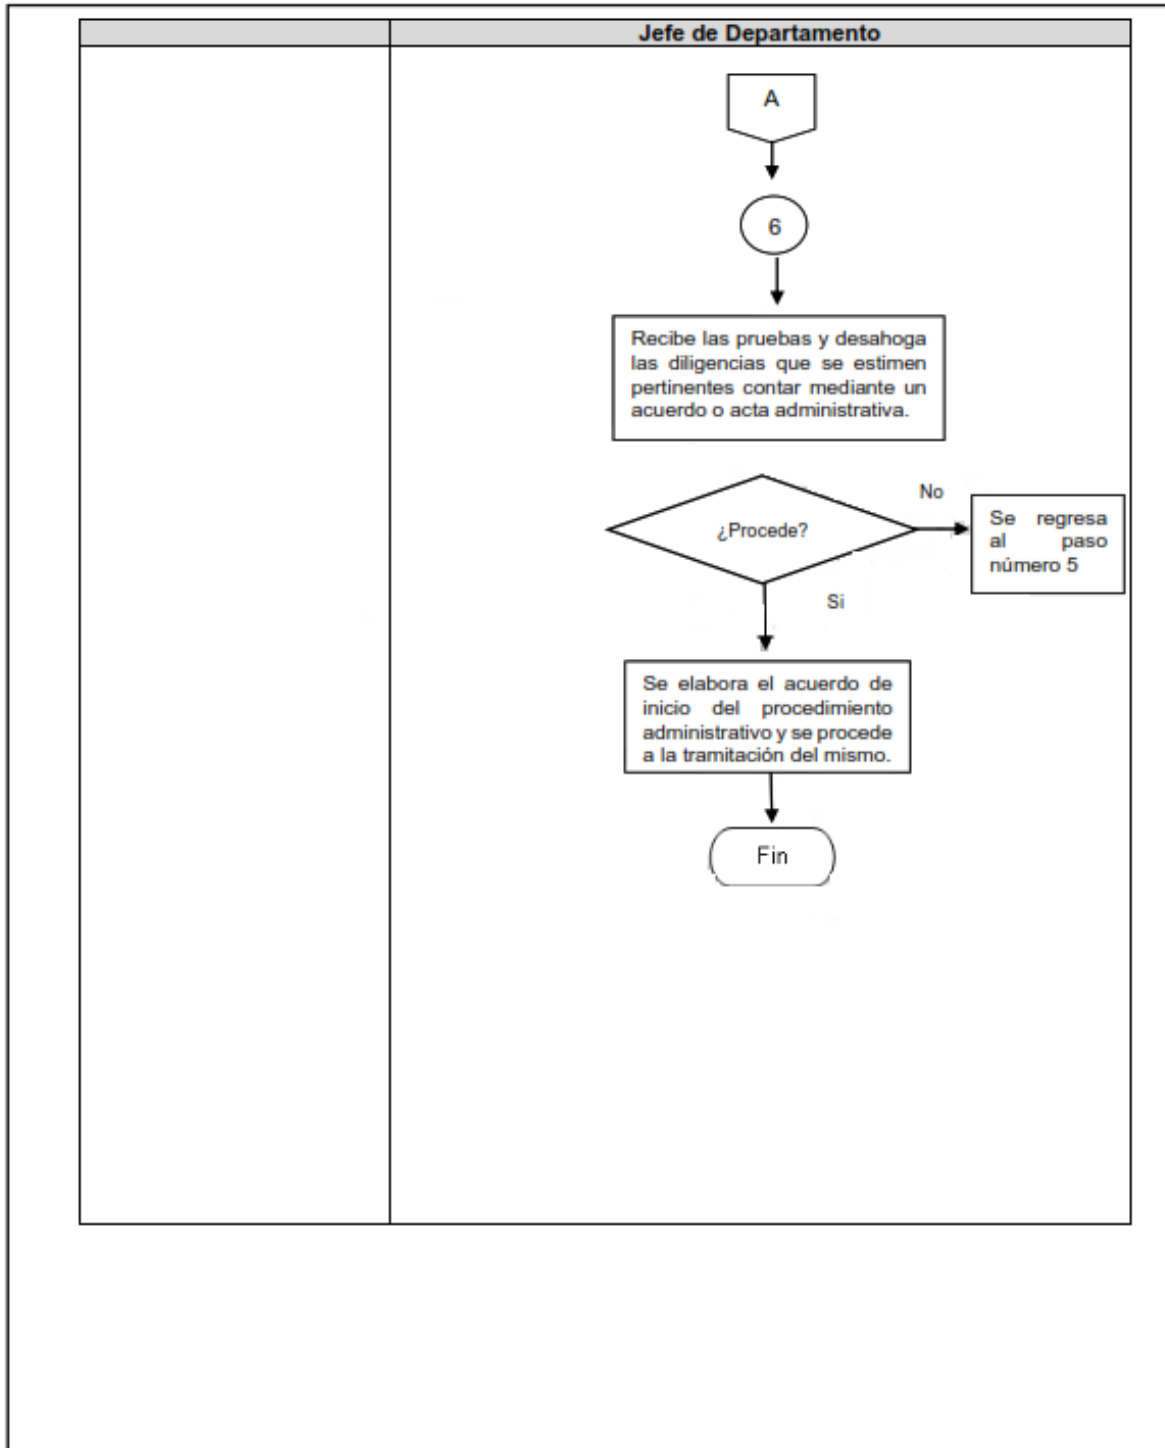 Jefe de Departamento
A
6
Recibe las pruebas y desahoga
las diligencias que se estimen
pertinentes contar mediante un
acuerdo o acta administrativa.
No
¿Procede?
Se regresa
al paso
número 5
Si
Se elabora el acuerdo de
inicio del procedimiento
administrativo y se procede
a la tramitación del mismo.
Fin